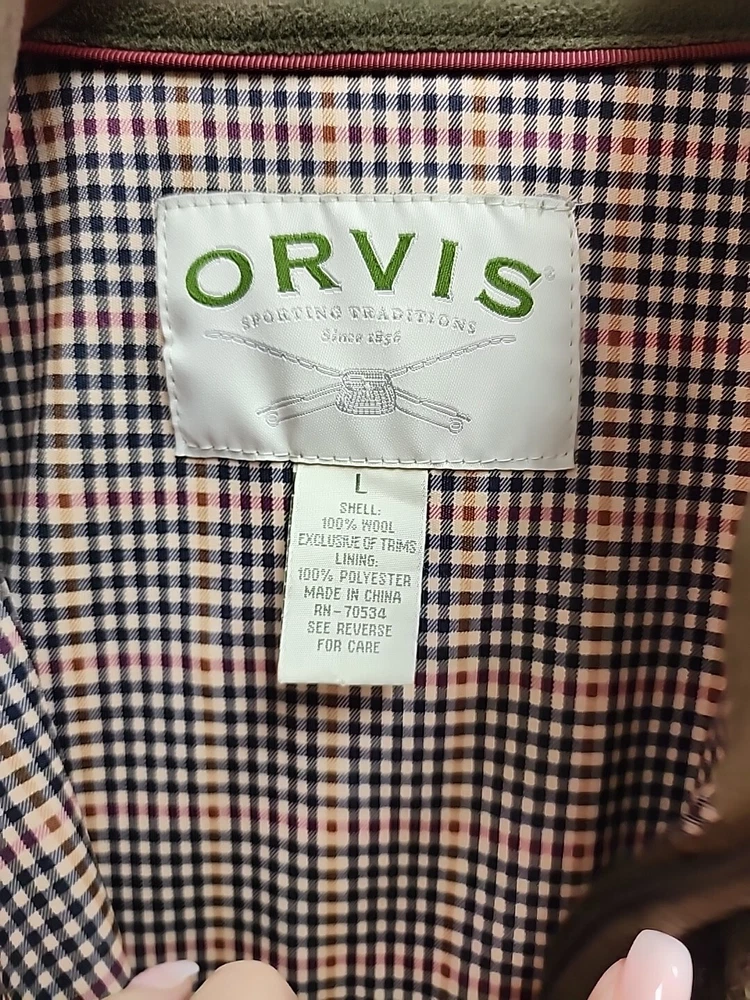 ORVIS®
SPORTING TRADITIONS
Since 1856
L
SHELL:
100% WOOL
EXCLUSIVE OF TRIMS
LINING:
100% POLYESTER
MADE IN CHINA
RN-70534
SEE REVERSE
FOR CARE